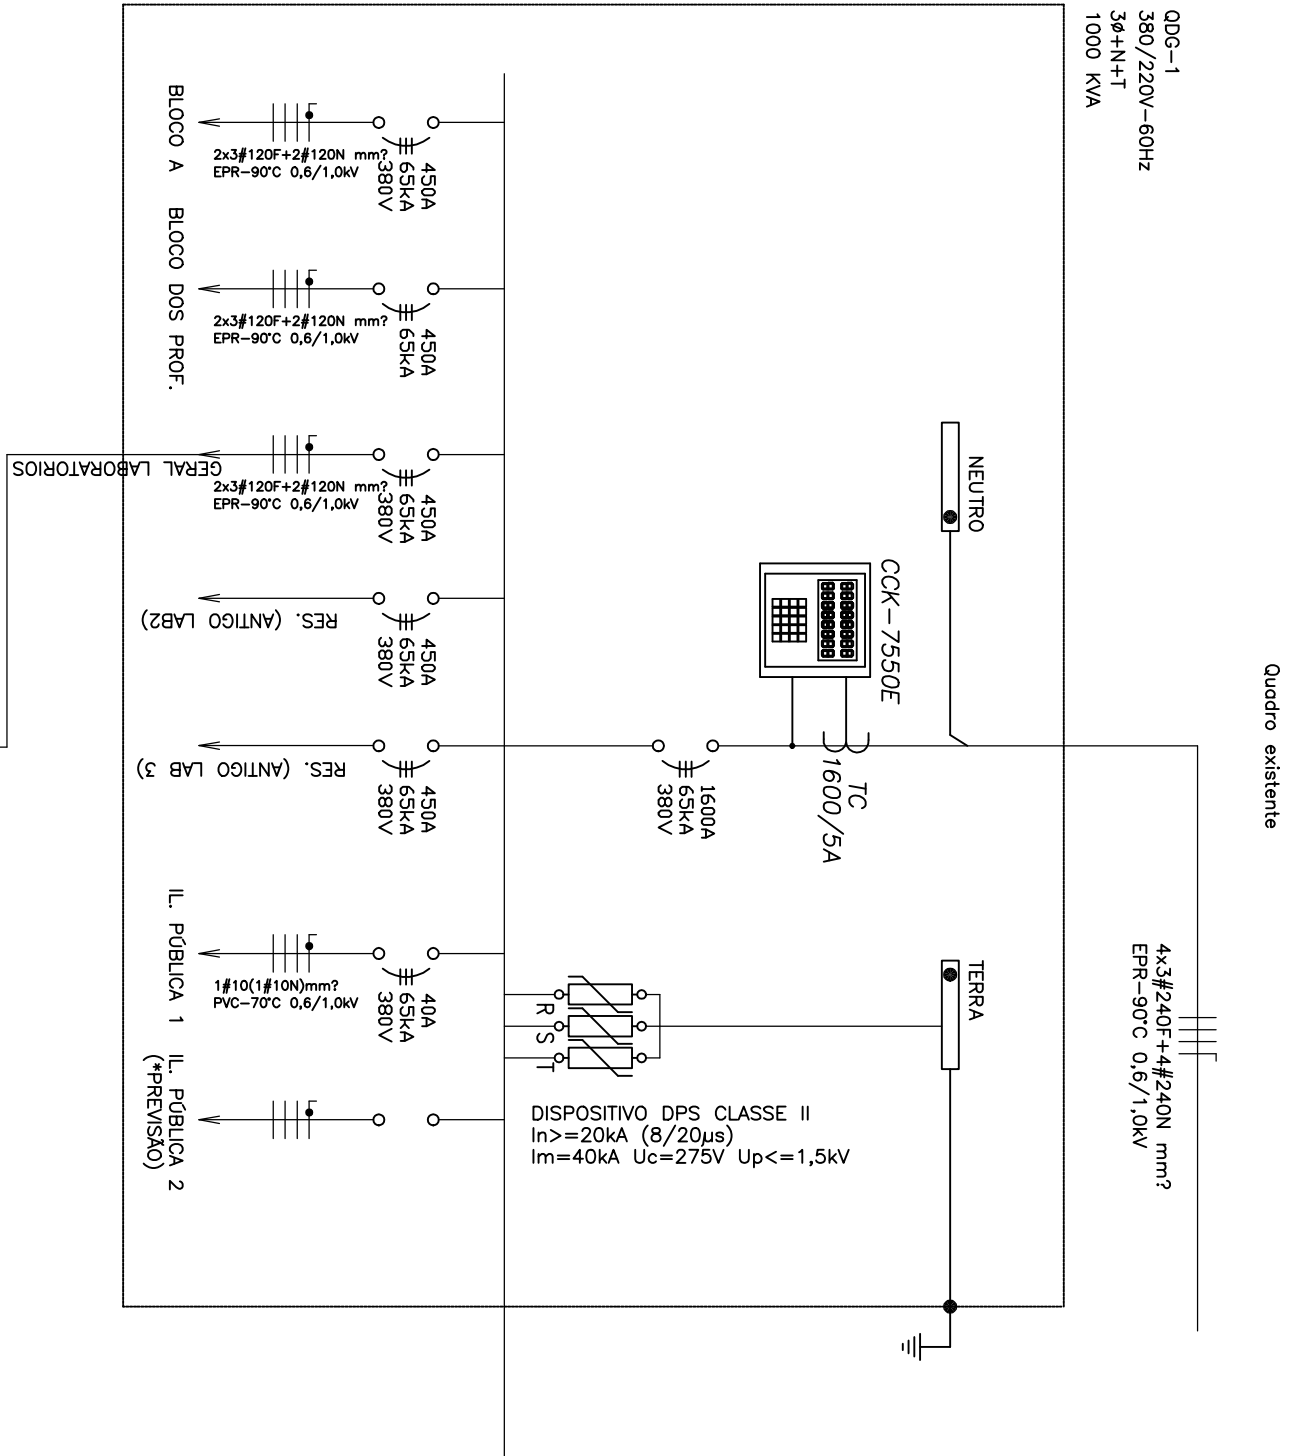 Quadro existente
QDG-1
380/220V-60Hz
3ø+N+T
1000 KVA
4x3#240F+4#240N mm?
EPR-90°C 0,6/1,0kV
NEUTRO
TERRA
CCK-7550E
TC
1600/5A
1600A
65kA
380V
DISPOSITIVO DPS CLASSE II
In>=20kA (8/20µs)
Im=40kA Uc=275V Up<=1,5kV
R
S
T
450A
65kA
380V
2x3#120F+2#120N mm?
EPR-90°C 0,6/1,0kV
BLOCO A
450A
65kA
2x3#120F+2#120N mm?
EPR-90°C 0,6/1,0kV
BLOCO DOS PROF.
450A
65kA
380V
2x3#120F+2#120N mm?
EPR-90°C 0,6/1,0kV
GERAL LABORATORIOS
450A
65kA
380V
RES. (ANTIGO LAB2)
450A
65kA
380V
RES. (ANTIGO LAB 3)
40A
65kA
380V
1#10(1#10N)mm?
PVC-70°C 0,6/1,0kV
IL. PÚBLICA 1
IL. PÚBLICA 2
(*PREVISÃO)